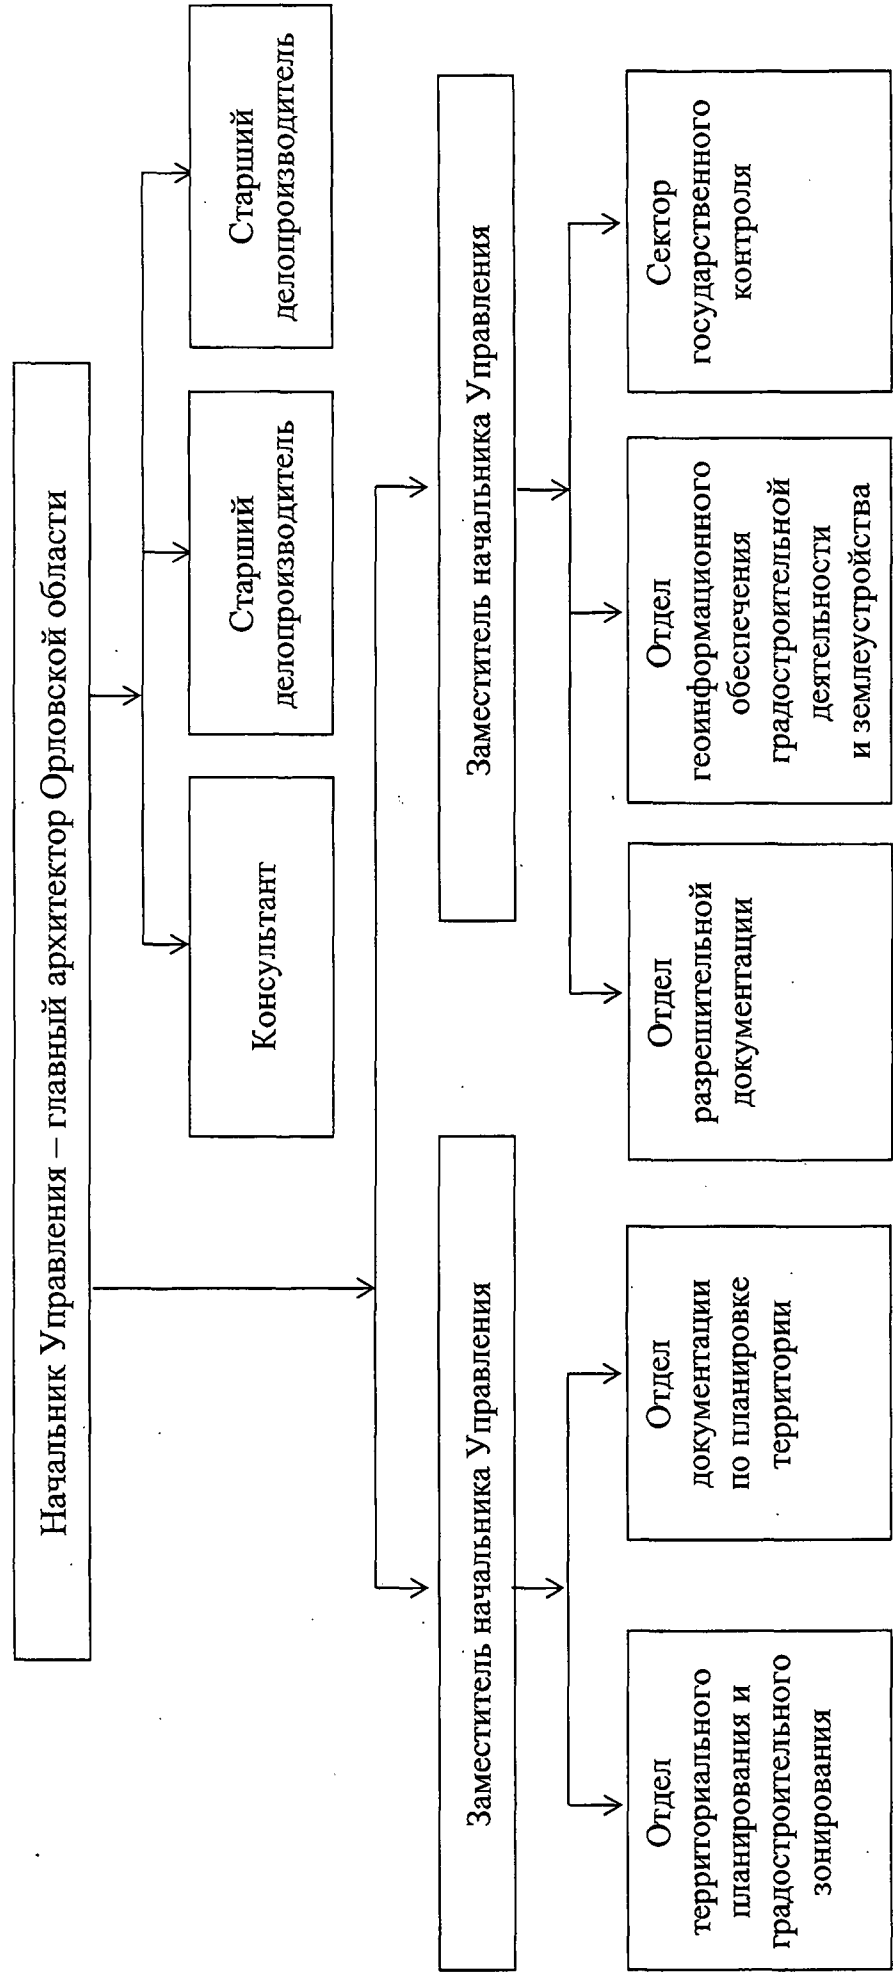 Начальник Управления – главный архитектор Орловской области
Консультант
Старший
делопроизводитель
Старший
делопроизводитель
Заместитель начальника Управления
Заместитель начальника Управления
Отдел
территориального
планирования и
градостроительного
зонирования
Отдел
документации
по планировке
территории
Отдел
разрешительной
документации
Отдел
геоинформационного
обеспечения
градостроительной
деятельности
и землеустройства
Сектор
государственного
контроля